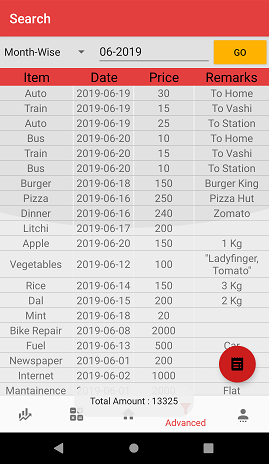 Search
Month-Wise 06-2019 GO
Item Date Price Remarks
Auto 2019-06-19 30 To Home
Train 2019-06-19 15 To Vashi
Auto 2019-06-19 25 To Station
Bus 2019-06-20 10 To Home
Train 2019-06-20 15 To Vashi
Bus 2019-06-20 10 To Station
Burger 2019-06-18 150 Burger King
Pizza 2019-06-16 250 Pizza Hut
Dinner 2019-06-16 240 Zomato
Litchi 2019-06-17 200
Apple 2019-06-20 150 1 Kg
Vegetables 2019-06-12 100 "Ladyfinger,
Tomato"
Rice 2019-06-14 150 3 Kg
Dal 2019-06-15 200 2 Kg
Mint 2019-06-18 20
Bike Repair 2019-06-08 2000
Fuel 2019-06-13 500 Car
Newspaper 2019-06-01 200
Internet 2019-06-02 1000
Mantainence Flat
Total Amount : 13325
Advanced